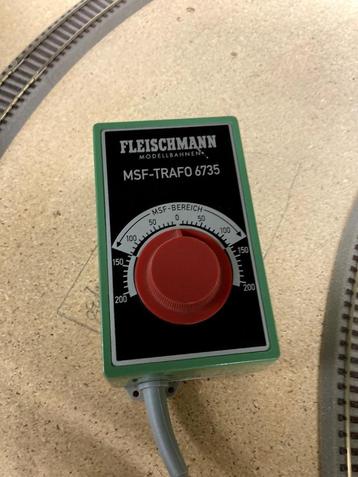 FLEISCHMANN
MODELLBAHNEN
MSF-TRAFO 6735
MSF-BEREICH
200 150 100 50 0 50 100 150 200